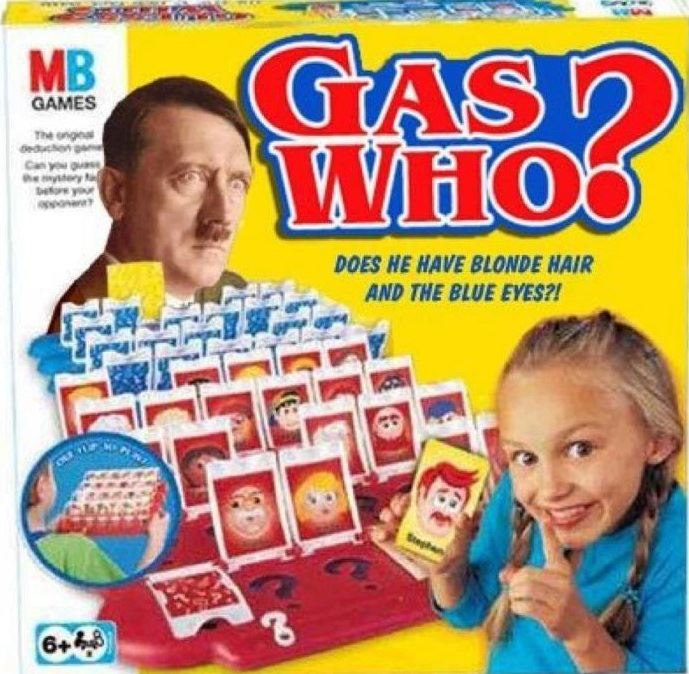 MB
GAMES
The original
deduction game
Can you guess
the mystery
before your
opponent?
GAS
WHO?
DOES HE HAVE BLONDE HAIR
AND THE BLUE EYES?!
Stephen
6+